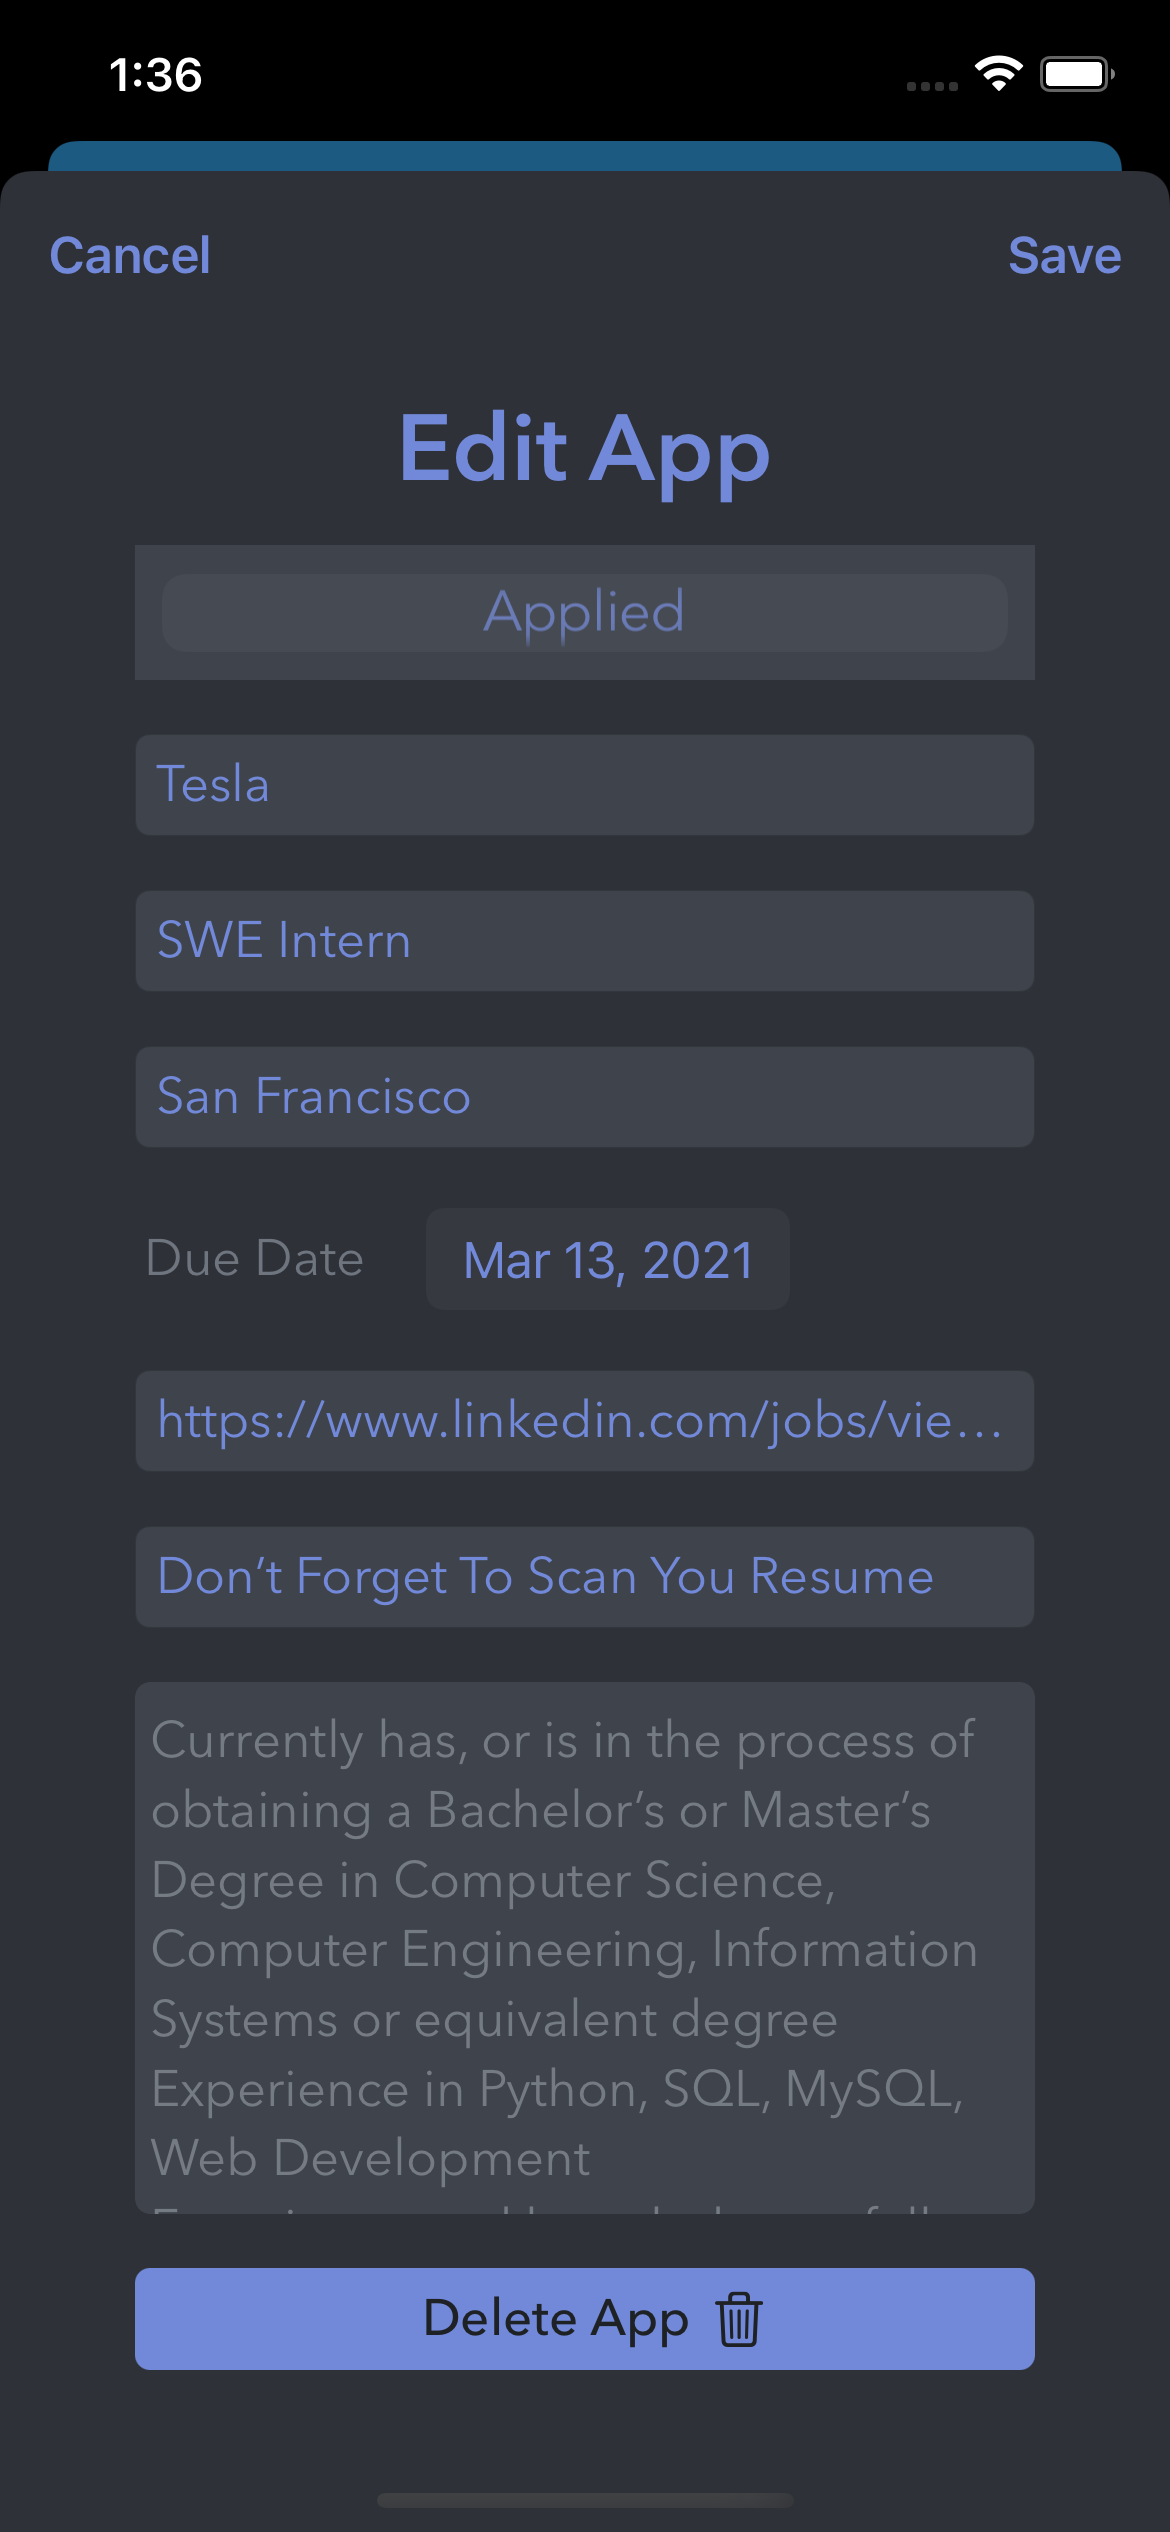 1:36
Cancel
Save
Edit App
Applied
Tesla
SWE Intern
San Francisco
Due Date
Mar 13, 2021
https://www.linkedin.com/jobs/vie...
Don’t Forget To Scan You Resume
Currently has, or is in the process of
obtaining a Bachelor’s or Master’s
Degree in Computer Science,
Computer Engineering, Information
Systems or equivalent degree
Experience in Python, SQL, MySQL,
Web Development
Delete App